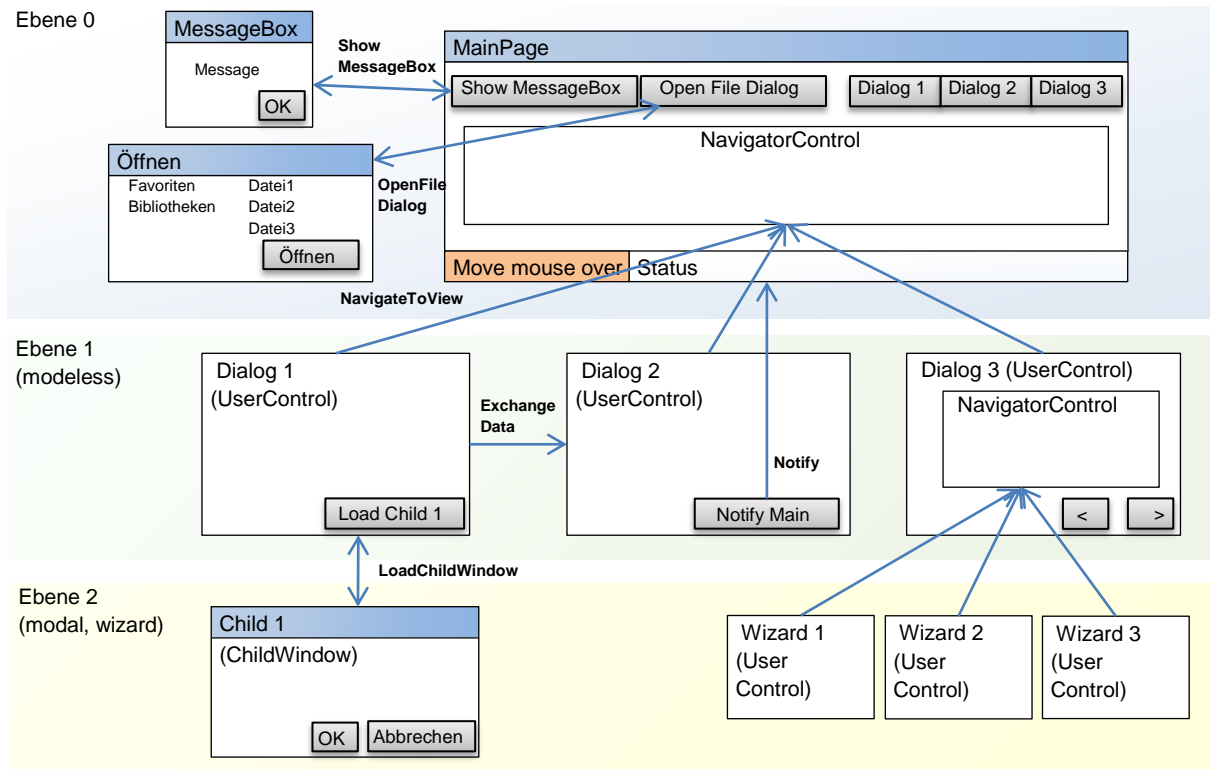 Ebene 0
MessageBox
Message
OK
Show
MessageBox
MainPage
Show MessageBox
Open File Dialog
Dialog 1
Dialog 2
Dialog 3
NavigatorControl
Öffnen
Favoriten
Datei1
Bibliotheken
Datei2
Datei3
Öffnen
OpenFile
Dialog
Move mouse over
Status
NavigateToView
Ebene 1
(modeless)
Dialog 1
(UserControl)
Load Child 1
Exchange
Data
Dialog 2
(UserControl)
Notify
Notify Main
Dialog 3 (UserControl)
NavigatorControl
<
>
LoadChildWindow
Ebene 2
(modal, wizard)
Child 1
(ChildWindow)
OK
Abbrechen
Wizard 1
(User
Control)
Wizard 2
(User
Control)
Wizard 3
(User
Control)